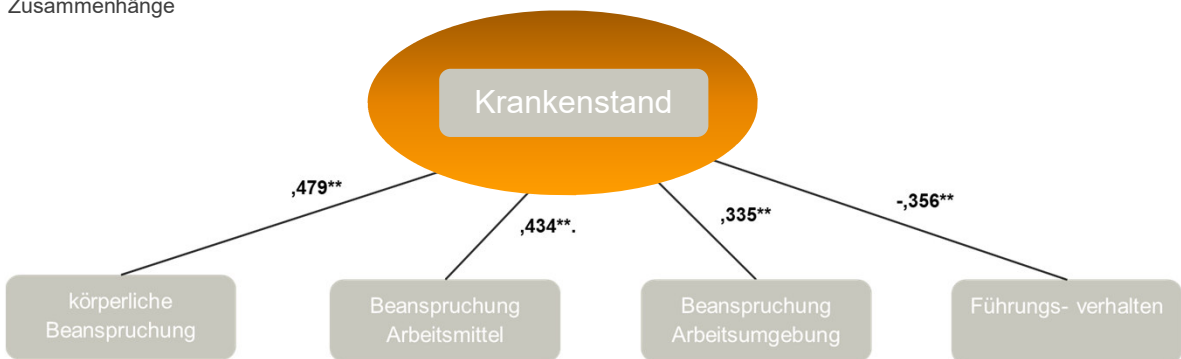 Zusammenhänge
Krankenstand
,479**
,434**.
,335**
-,356**
körperliche
Beanspruchung
Beanspruchung
Arbeitsmittel
Beanspruchung
Arbeitsumgebung
Führungs- verhalten